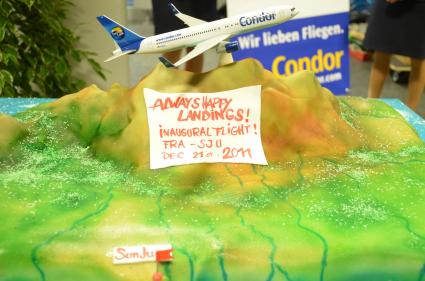 Condor
Wir lieben Fliegen.
Condor
ALWAYS HAPPY
LANDINGS!
iNAUGURAL FLIGHT!
FRA - SJU
DEC 21st. 2011
SanJu